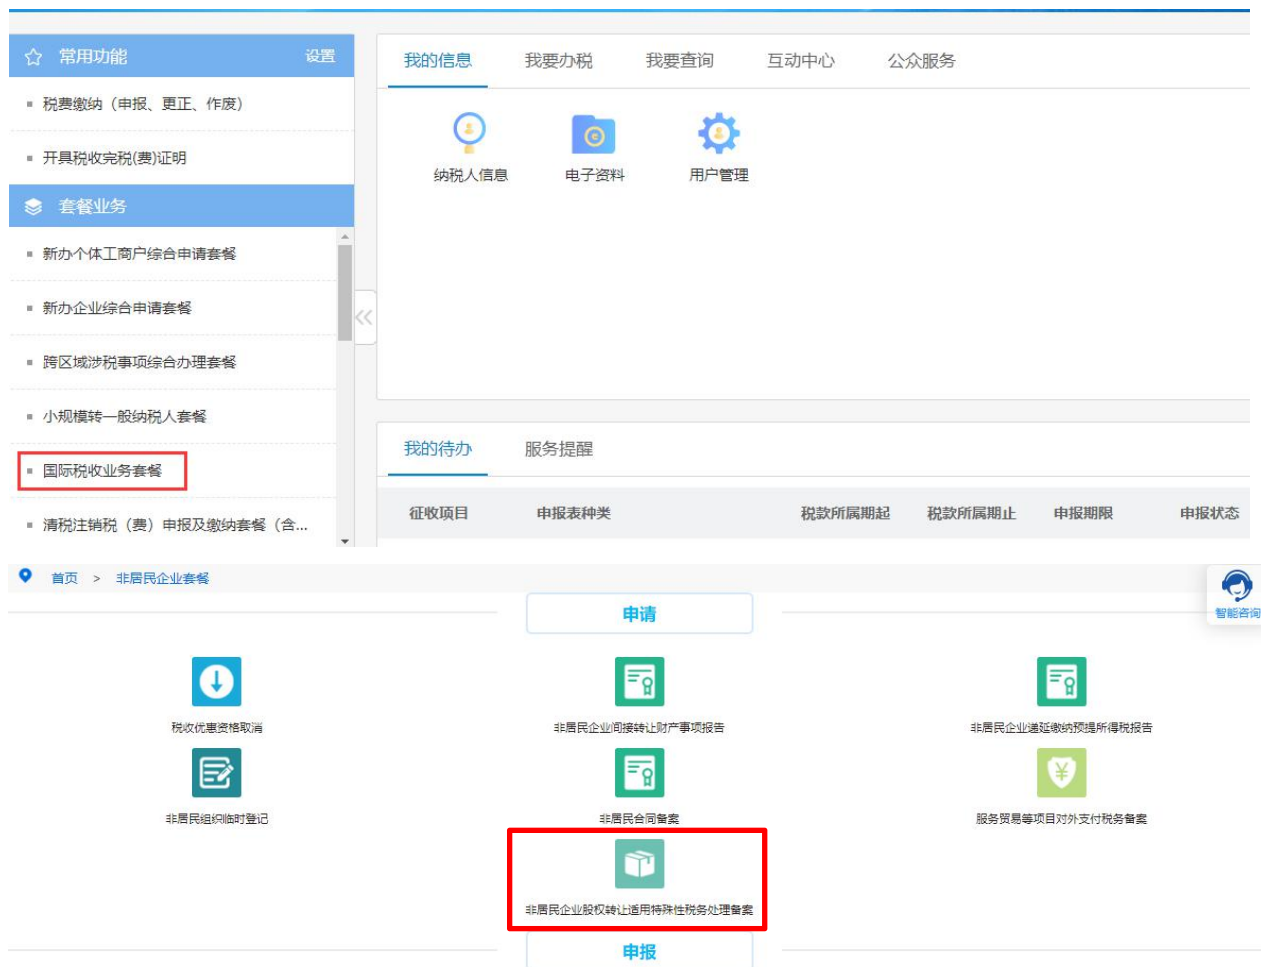 常用功能 设置
税费缴纳（申报、更正、作废）
开具税收完税(费)证明
套餐业务
新办个体工商户综合申请套餐
新办企业综合申请套餐
跨区域涉税事项综合办理套餐
小规模转一般纳税人套餐
国际税收业务套餐
清税注销税（费）申报及缴纳套餐（含...
我的信息 我要办税 我要查询 互动中心 公众服务
纳税人信息 电子资料 用户管理
我的待办 服务提醒
征收项目 申报表种类 税款所属期起 税款所属期止 申报期限 申报状态
首页 > 非居民企业套餐
智能咨询
申请
税收优惠资格取消 非居民企业间接转让财产事项报告 非居民企业递延缴纳预提所得税报告
非居民组织临时登记 非居民合同备案 服务贸易等项目对外支付税务备案
非居民企业股权转让适用特殊性税务处理备案
申报